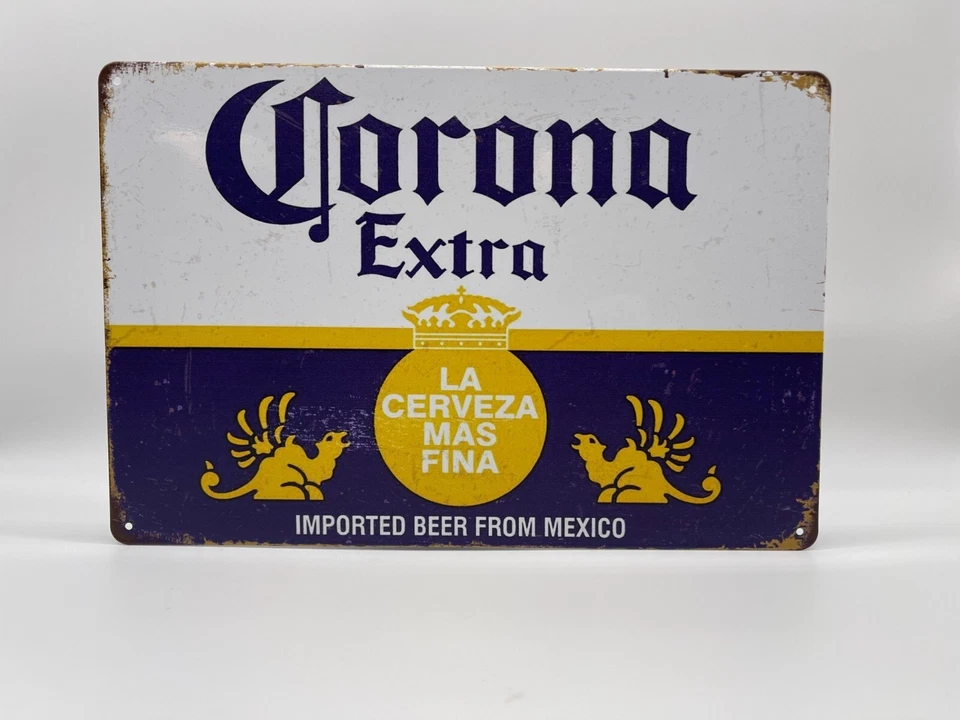 Corona
Extra
LA
CERVEZA
MAS
FINA
IMPORTED BEER FROM MEXICO